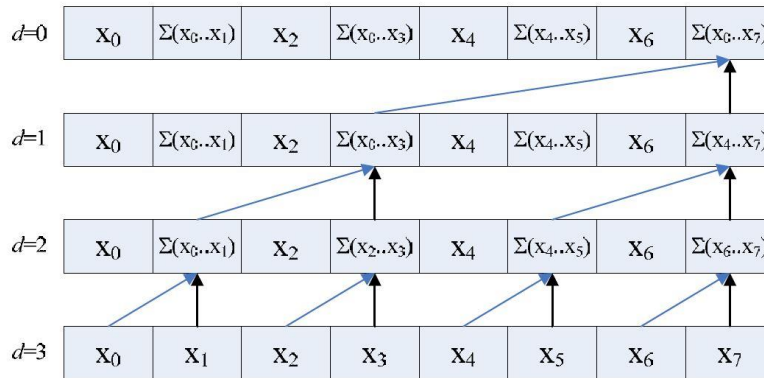 d=0 x₀ Σ(x₀..x₁) x₂ Σ(x₀..x₃) x₄ Σ(x₄..x₅) x₆ Σ(x₀..x₇)
d=1 x₀ Σ(x₀..x₁) x₂ Σ(x₀..x₃) x₄ Σ(x₄..x₅) x₆ Σ(x₄..x₇)
d=2 x₀ Σ(x₀..x₁) x₂ Σ(x₂..x₃) x₄ Σ(x₄..x₅) x₆ Σ(x₆..x₇)
d=3 x₀ x₁ x₂ x₃ x₄ x₅ x₆ x₇